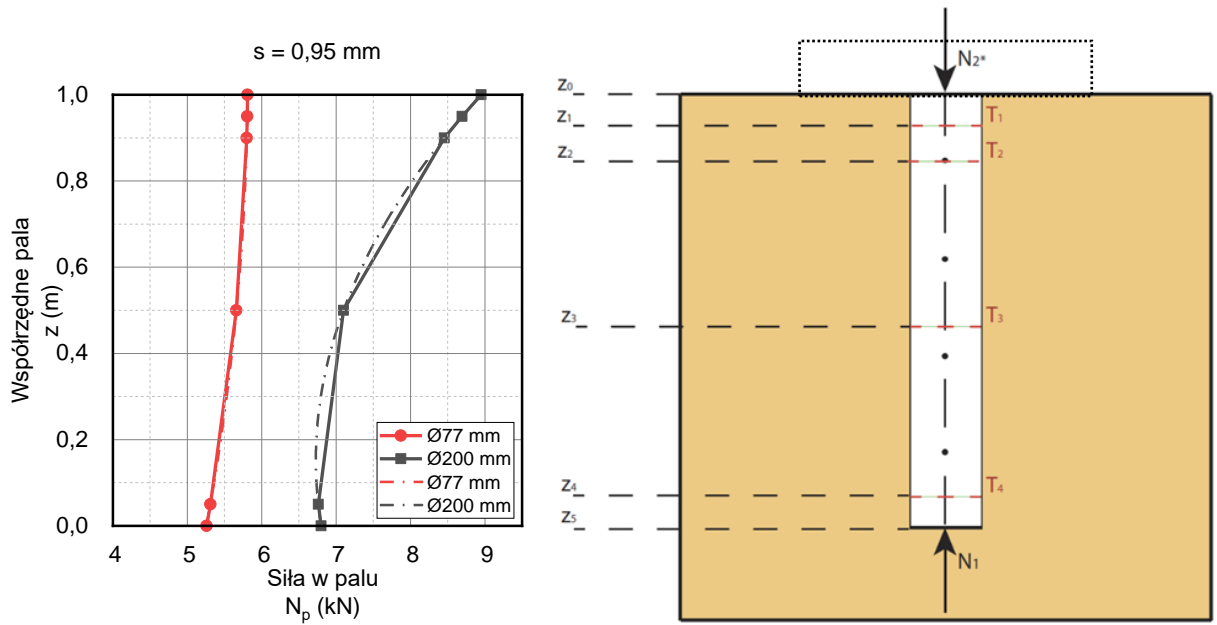 s = 0,95 mm
1,0
0,8
0,6
0,4
0,2
0,0
Współrzędne pala
z (m)
4 5 6 7 8 9
Siła w palu
Nₚ (kN)
Ø77 mm
Ø200 mm
Ø77 mm
Ø200 mm
N₂*
z₀
z₁
z₂
z₃
z₄
z₅
T₁
T₂
T₃
T₄
N₁